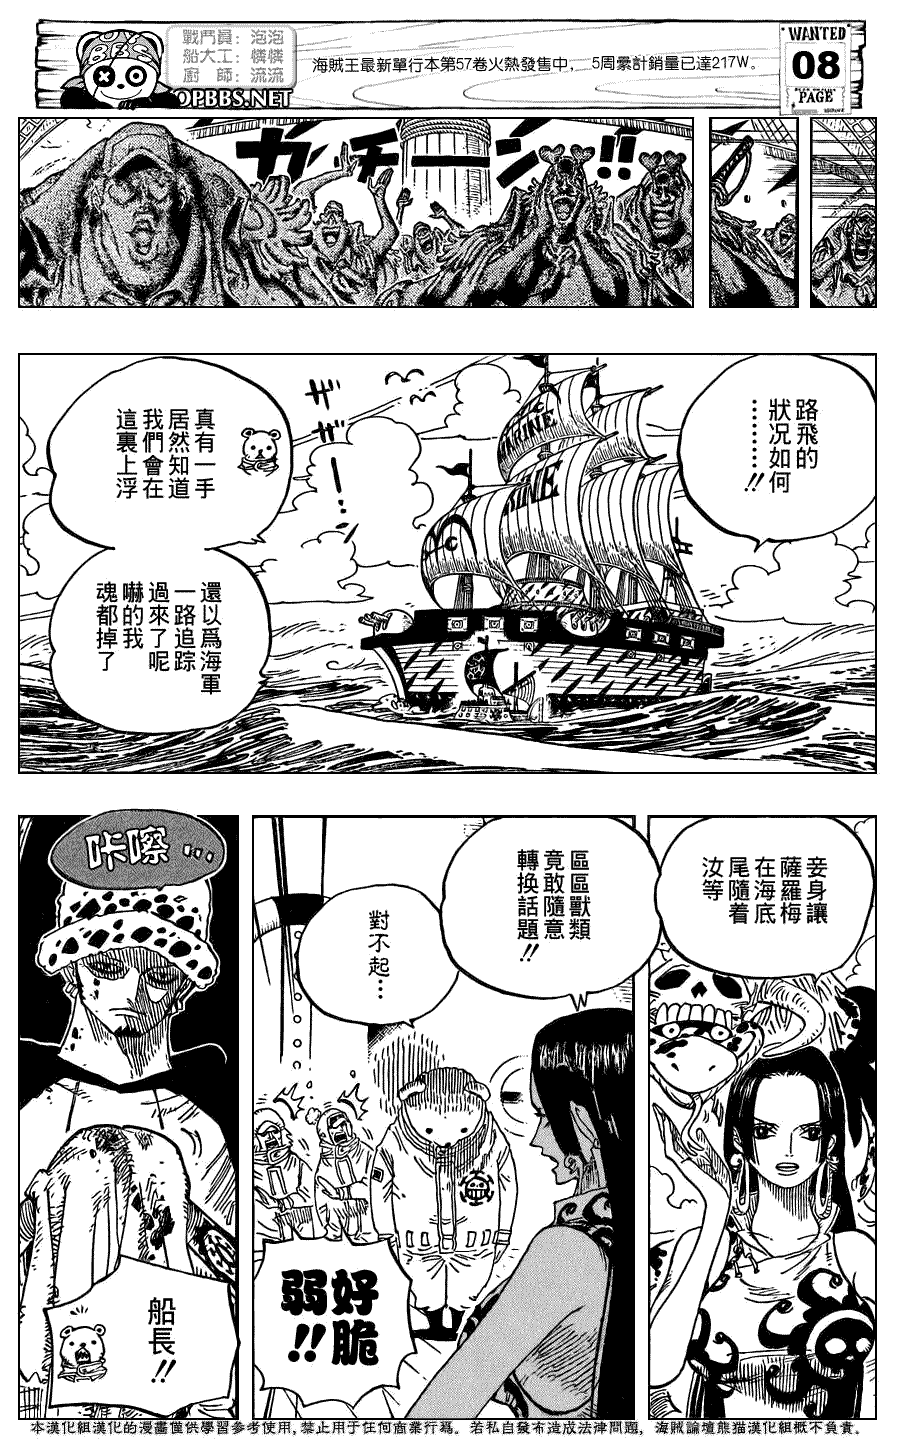 戰鬥員：泡泡
船大工：憐憐
廚　師：流流
OPBBS.NET
海賊王最新單行本第57卷火熱發售中， 5周累計銷量已達217W。
WANTED
08
PAGE
ガチーン!!
路飛的
狀況如何
………!!
真有一手
居然知道
我們會在
這裏上浮
還以爲海軍
一路追踪
過來了呢
嚇的我
魂都掉了
MARINE
妾身讓
薩羅梅
在海底
尾隨着
汝等
區區獸類
竟敢隨意
轉換話題!!
對不起…
好脆
弱!!
咔嚓…
船長!!
本漢化組漢化的漫畫僅供學習參考使用,禁止用于任何商業行爲。若私自發布造成法律問題，海賊論壇熊猫漢化組概不負責。